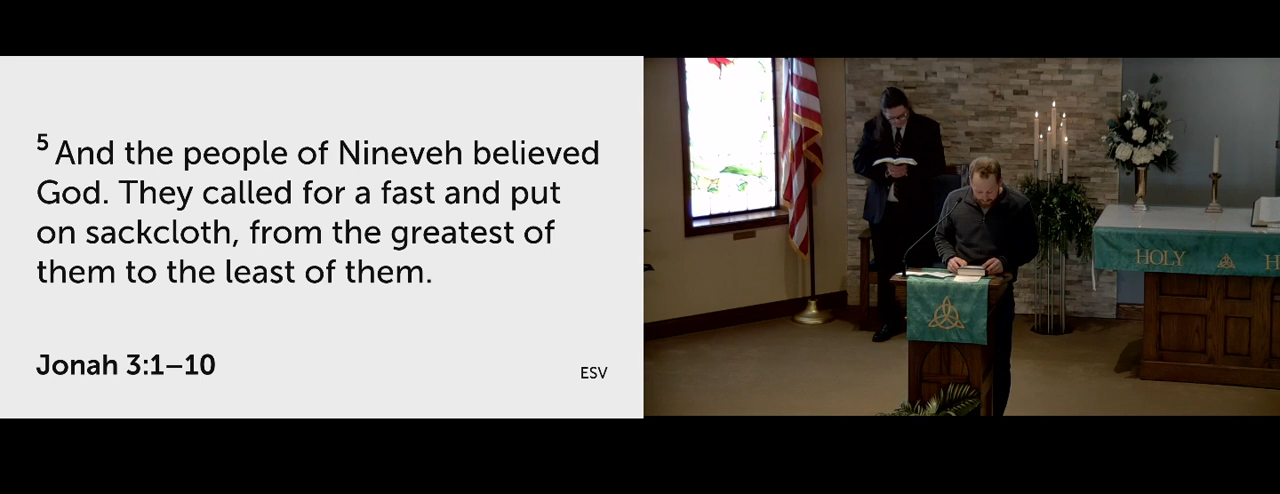 5 And the people of Nineveh believed
God. They called for a fast and put
on sackcloth, from the greatest of
them to the least of them.
Jonah 3:1–10
ESV
HOLY
H